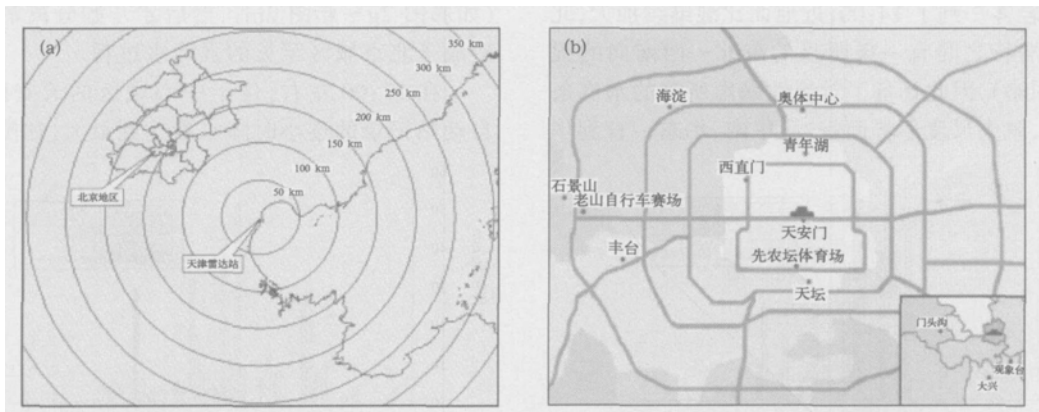 (a)
350 km
300 km
250 km
200 km
150 km
100 km
50 km
北京地区
天津雷达站
(b)
海淀
奥体中心
青年湖
西直门
石景山
老山自行车赛场
天安门
丰台
先农坛体育场
天坛
门头沟
观象台
大兴